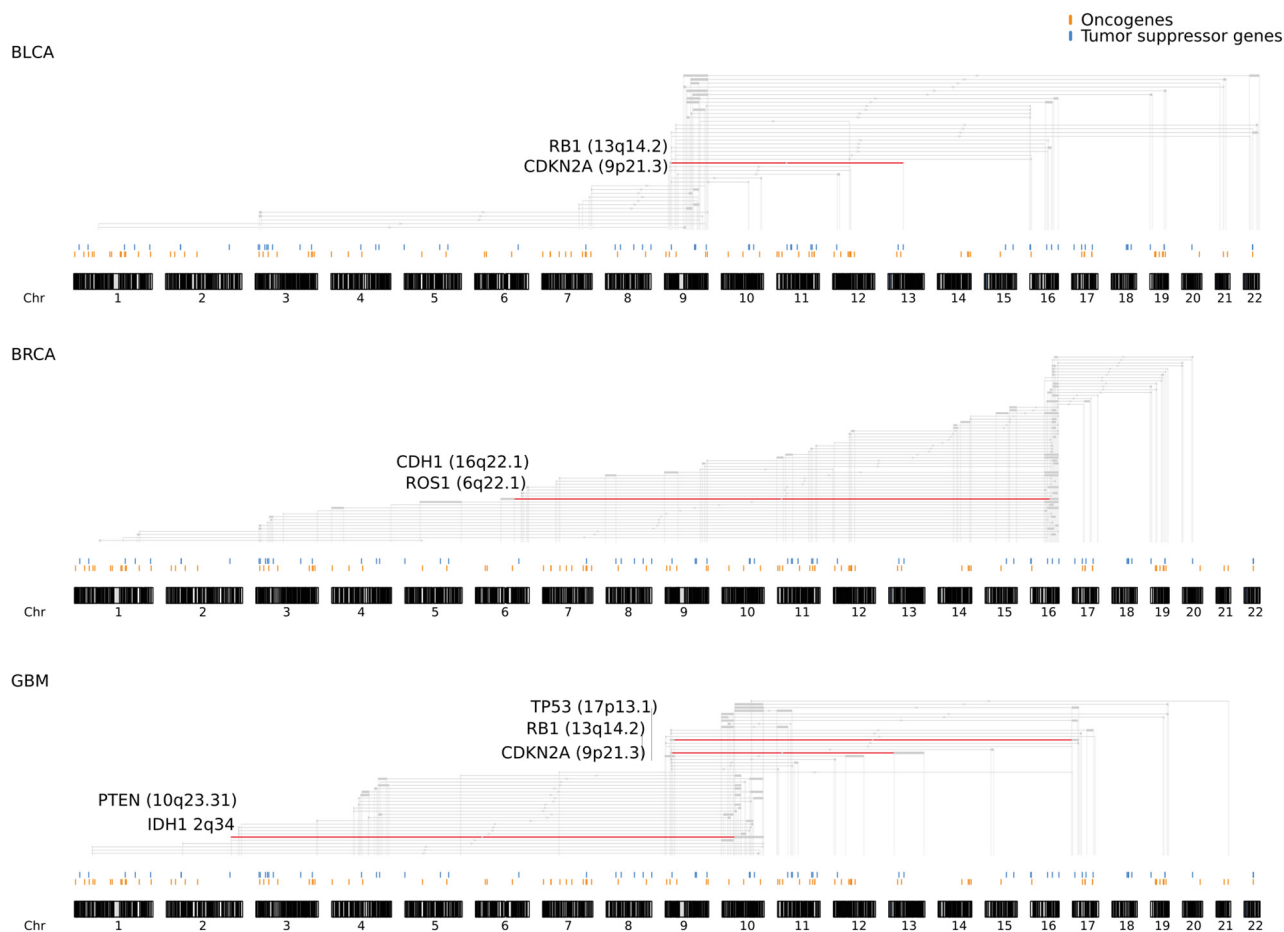 Oncogenes
Tumor suppressor genes
BLCA
RB1 (13q14.2)
CDKN2A (9p21.3)
Chr 1 2 3 4 5 6 7 8 9 10 11 12 13 14 15 16 17 18 19 20 21 22
BRCA
CDH1 (16q22.1)
ROS1 (6q22.1)
Chr 1 2 3 4 5 6 7 8 9 10 11 12 13 14 15 16 17 18 19 20 21 22
GBM
TP53 (17p13.1)
RB1 (13q14.2)
CDKN2A (9p21.3)
PTEN (10q23.31)
IDH1 2q34
Chr 1 2 3 4 5 6 7 8 9 10 11 12 13 14 15 16 17 18 19 20 21 22